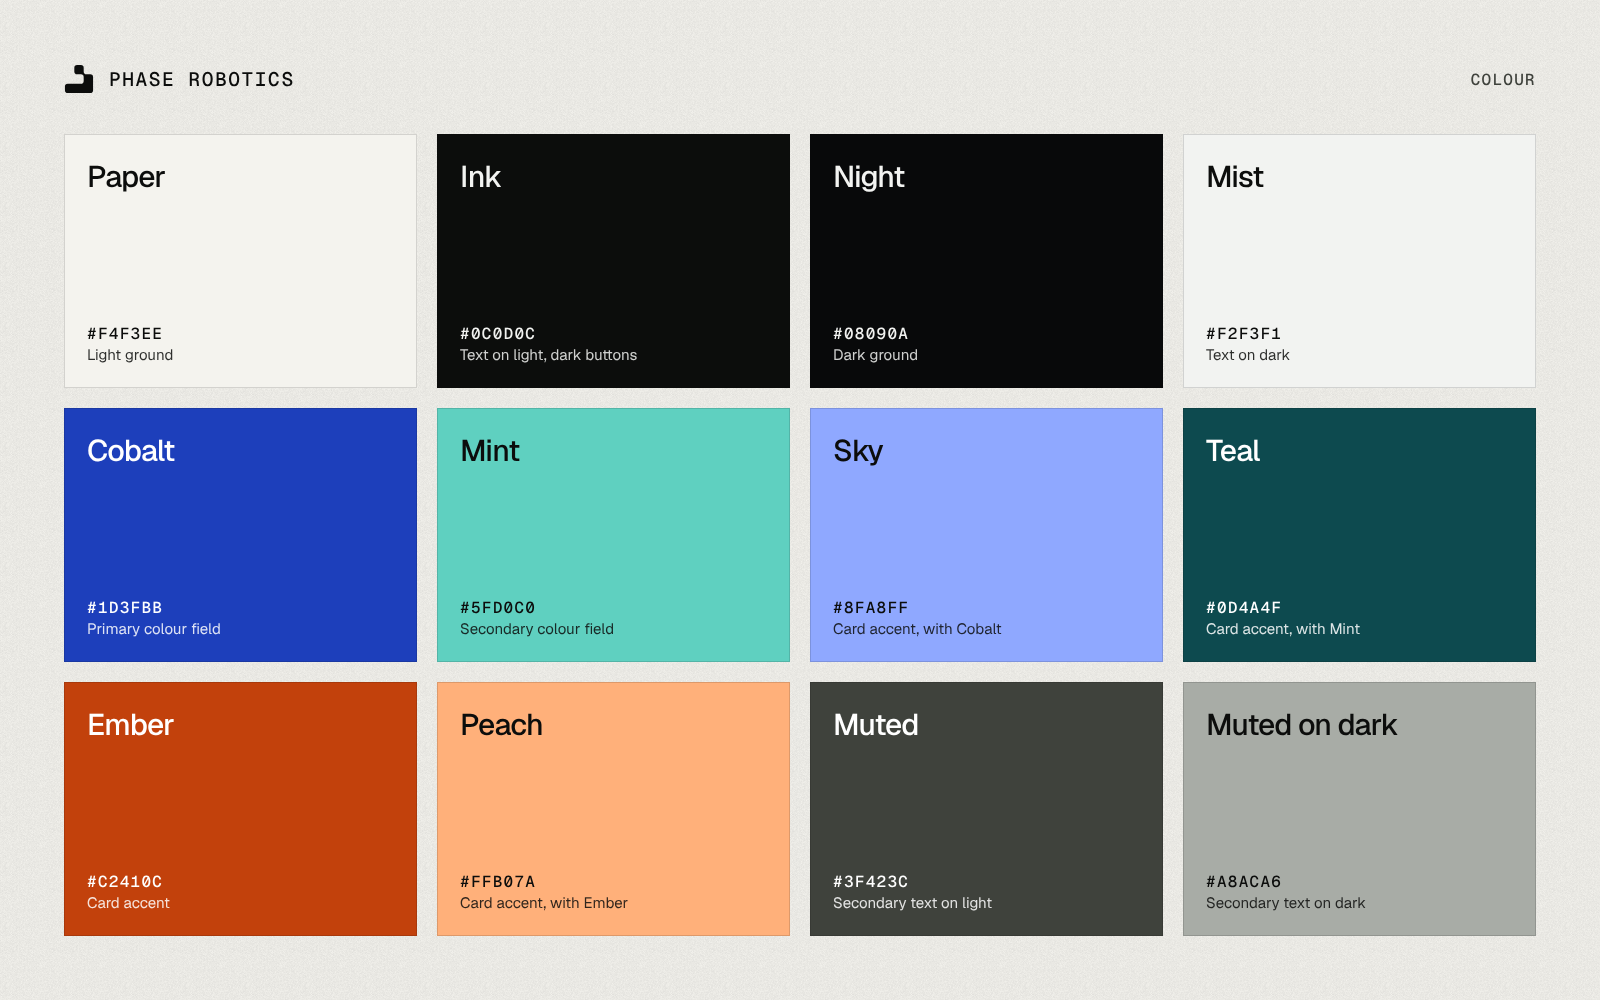 PHASE ROBOTICS
COLOUR
Paper
#F4F3EE
Light ground
Ink
#0C0D0C
Text on light, dark buttons
Night
#08090A
Dark ground
Mist
#F2F3F1
Text on dark
Cobalt
#1D3FBB
Primary colour field
Mint
#5FD0C0
Secondary colour field
Sky
#8FA8FF
Card accent, with Cobalt
Teal
#0D4A4F
Card accent, with Mint
Ember
#C2410C
Card accent
Peach
#FFB07A
Card accent, with Ember
Muted
#3F423C
Secondary text on light
Muted on dark
#A8ACA6
Secondary text on dark